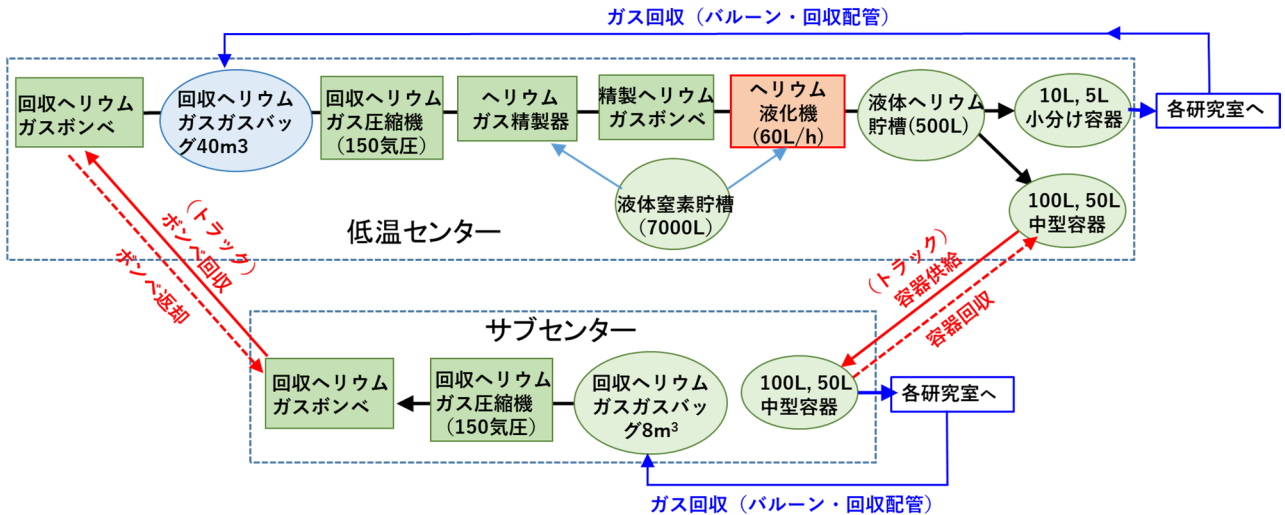 ガス回収（バルーン・回収配管）
回収ヘリウム
ガスボンベ
回収ヘリウム
ガスガスバッ
グ40m3
回収ヘリウム
ガス圧縮機
（150気圧）
ヘリウム
ガス精製器
精製ヘリウム
ガスボンベ
ヘリウム
液化機
(60L/h)
液体ヘリウム
貯槽(500L)
10L, 5L
小分け容器
各研究室へ
液体窒素貯槽
（7000L）
100L, 50L
中型容器
低温センター
（トラック）
ボンベ回収
ボンベ返却
（トラック）
容器供給
容器回収
サブセンター
回収ヘリウム
ガスボンベ
回収ヘリウム
ガス圧縮機
（150気圧）
回収ヘリウム
ガスガスバッ
グ8m³
100L, 50L
中型容器
各研究室へ
ガス回収（バルーン・回収配管）